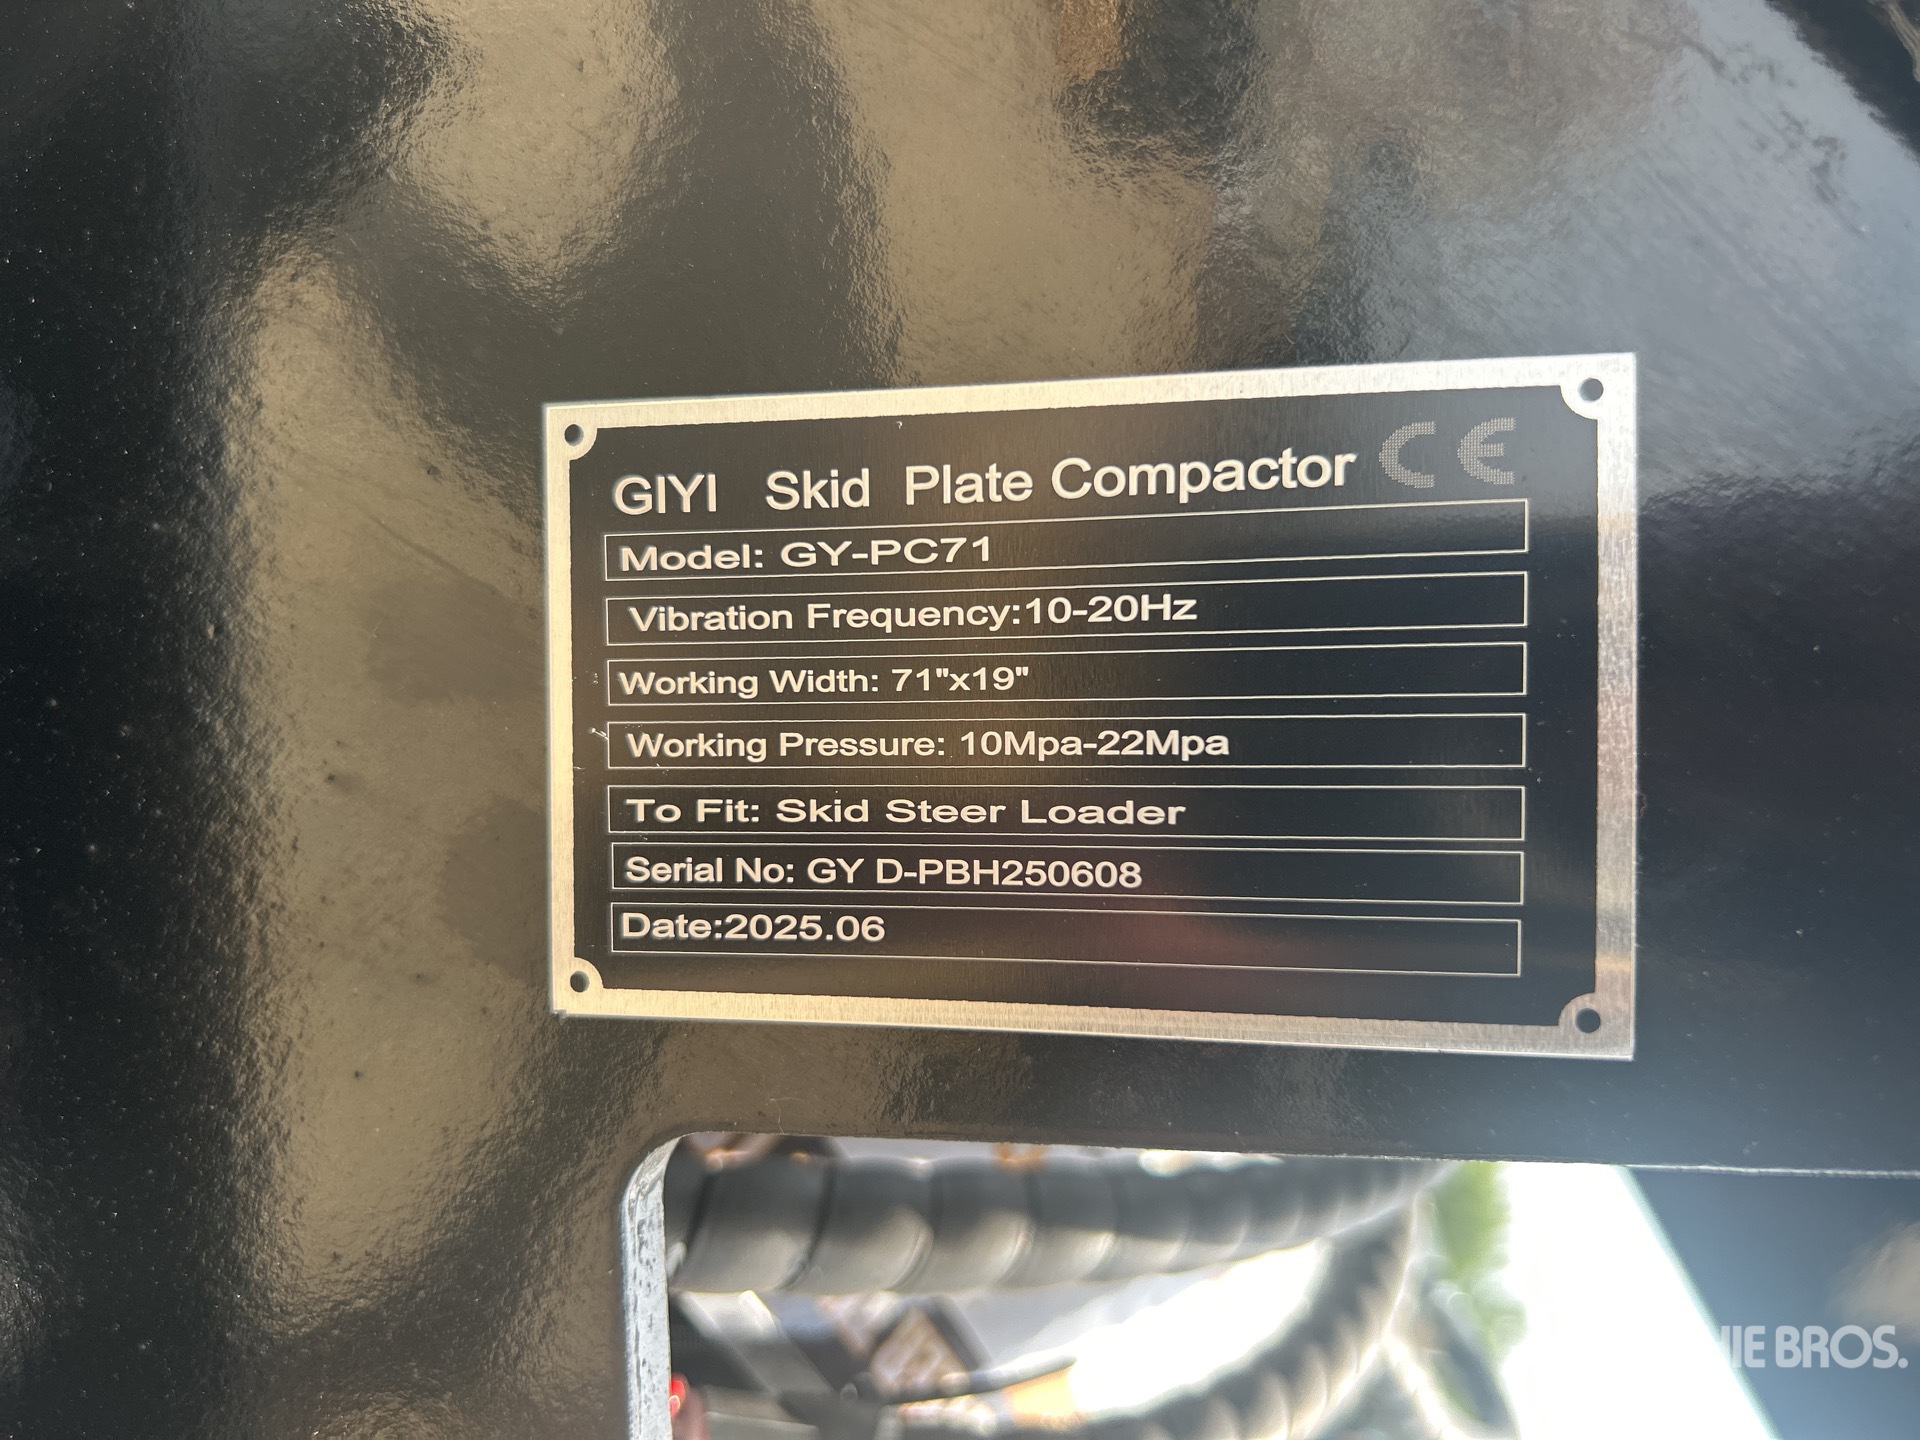 GIYI Skid Plate Compactor CE
Model: GY-PC71
Vibration Frequency:10-20Hz
Working Width: 71"x19"
Working Pressure: 10Mpa-22Mpa
To Fit: Skid Steer Loader
Serial No: GY D-PBH250608
Date:2025.06
BROS.